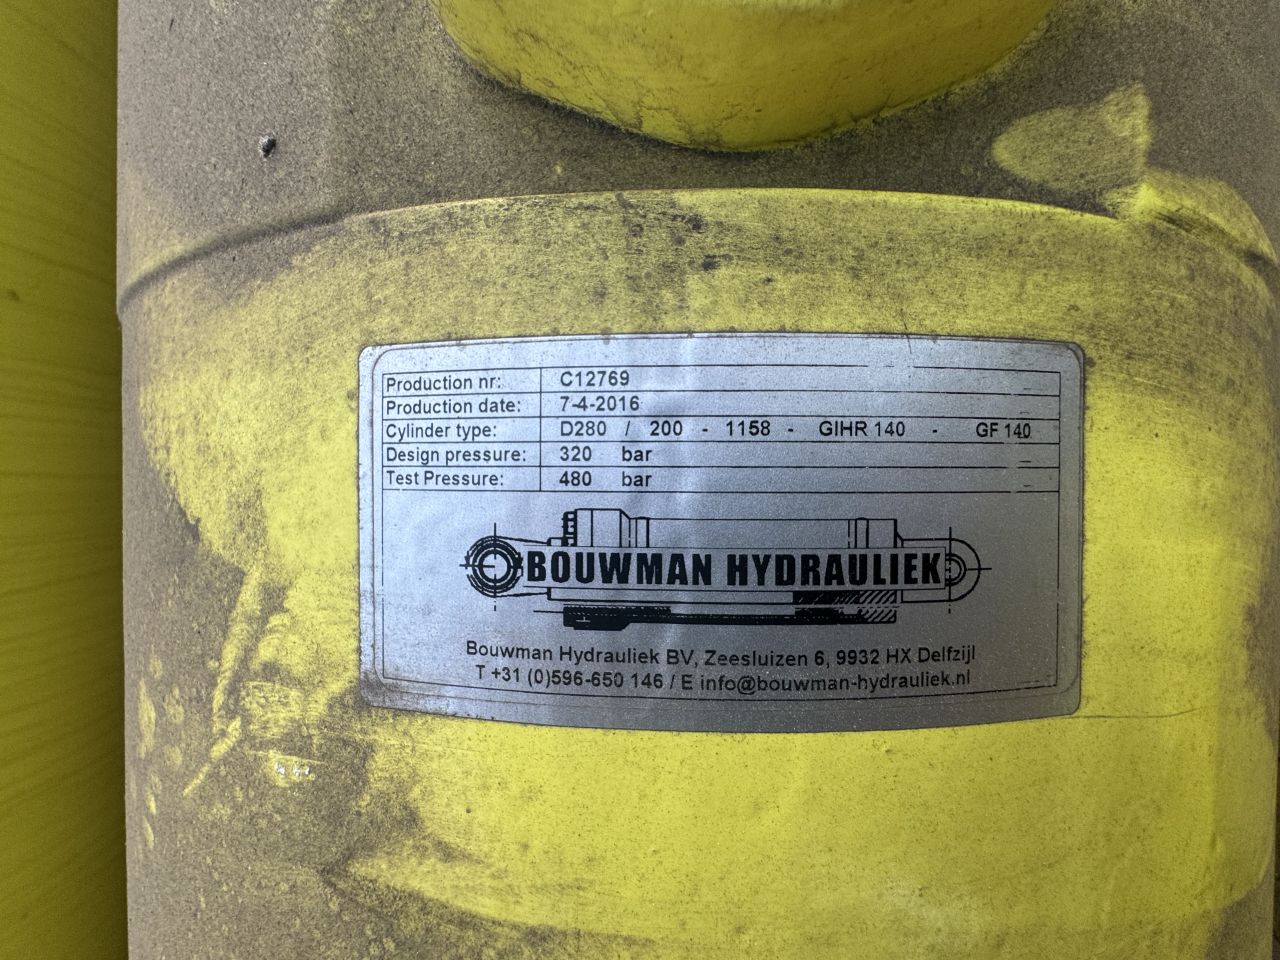 Production nr: C12769
Production date: 7-4-2016
Cylinder type: D280 / 200 - 1158 - GIHR 140 - GF 140
Design pressure: 320 bar
Test Pressure: 480 bar
BOUWMAN HYDRAULIEK
Bouwman Hydrauliek BV, Zeesluizen 6, 9932 HX Delfzijl
T +31 (0)596-650 146 / E info@bouwman-hydrauliek.nl